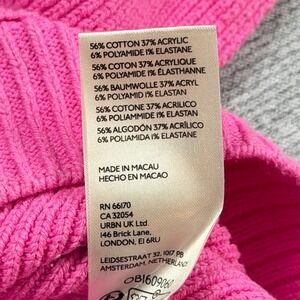 56% COTTON 37% ACRYLIC
6% POLYAMIDE 1% ELASTANE
56% COTON 37% ACRYLIQUE
6% POLYAMIDE 1% ÉLASTHANNE
56% BAUMWOLLE 37% ACRYL
6% POLYAMID 1% ELASTAN
56% COTONE 37% ACRILICO
6% POLIAMMIDE 1% ELASTAN
56% ALGODÓN 37% ACRÍLICO
6% POLIAMIDA 1% ELASTANO
MADE IN MACAU
HECHO EN MACAO
RN 66170
CA 32054
URBN UK Ltd.
146 Brick Lane,
LONDON, E1 6RU
LEIDSESTRAAT 32, 1017 PB
AMSTERDAM, NETHERLAND
OB1609060